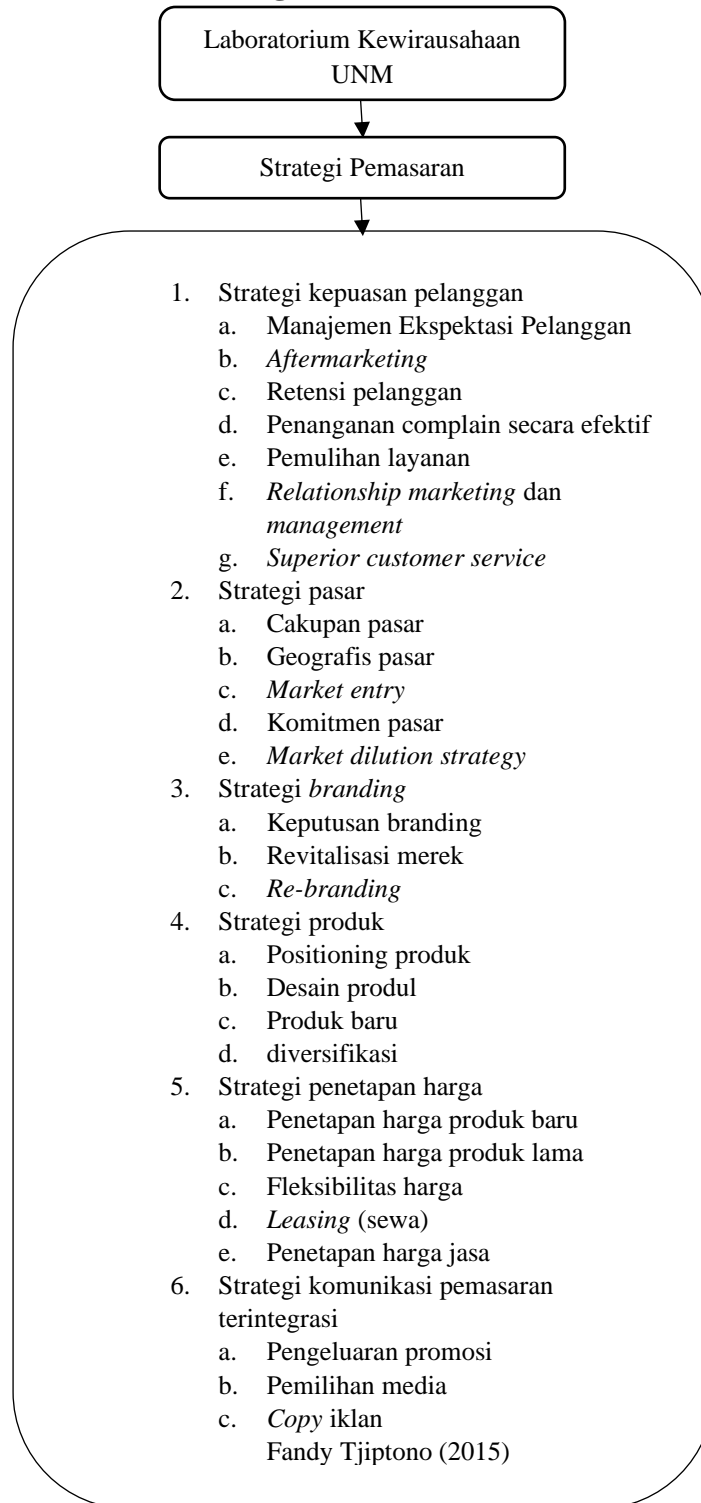 Laboratorium Kewirausahaan
UNM
Strategi Pemasaran
1. Strategi kepuasan pelanggan
a. Manajemen Ekspektasi Pelanggan
b. Aftermarketing
c. Retensi pelanggan
d. Penanganan complain secara efektif
e. Pemulihan layanan
f. Relationship marketing dan
management
g. Superior customer service
2. Strategi pasar
a. Cakupan pasar
b. Geografis pasar
c. Market entry
d. Komitmen pasar
e. Market dilution strategy
3. Strategi branding
a. Keputusan branding
b. Revitalisasi merek
c. Re-branding
4. Strategi produk
a. Positioning produk
b. Desain produl
c. Produk baru
d. diversifikasi
5. Strategi penetapan harga
a. Penetapan harga produk baru
b. Penetapan harga produk lama
c. Fleksibilitas harga
d. Leasing (sewa)
e. Penetapan harga jasa
6. Strategi komunikasi pemasaran
terintegrasi
a. Pengeluaran promosi
b. Pemilihan media
c. Copy iklan
Fandy Tjiptono (2015)